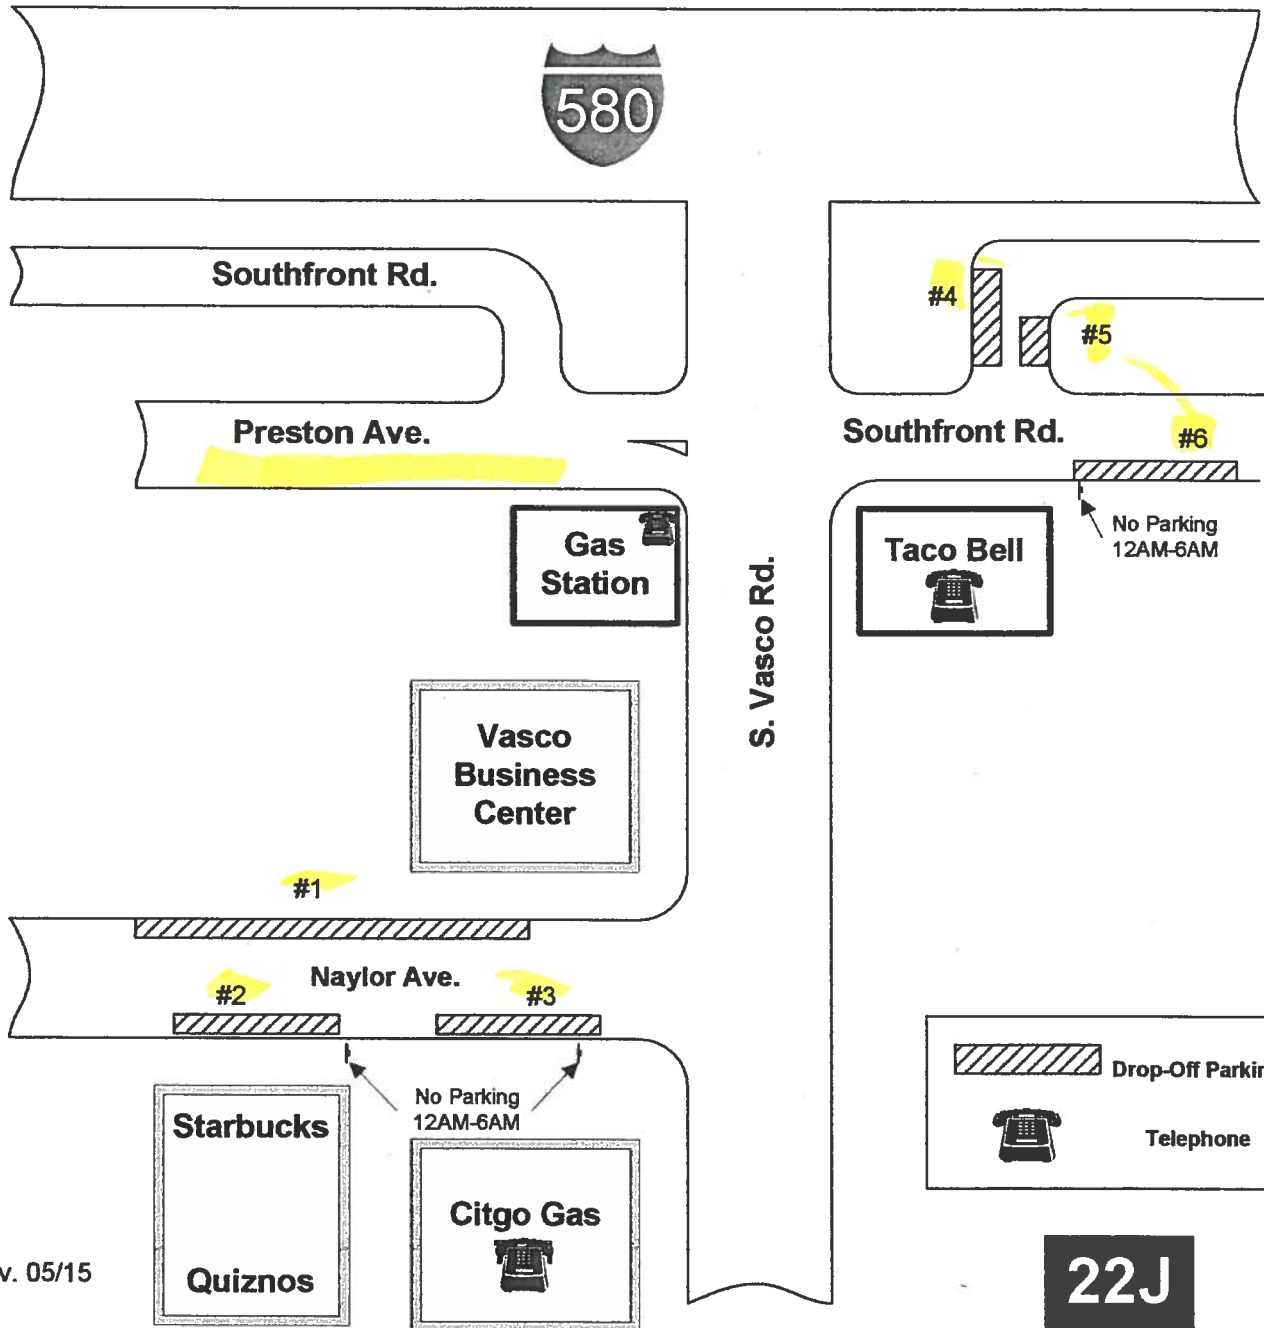 580
Southfront Rd.
#4
#5
Preston Ave.
Southfront Rd.
#6
No Parking
12AM-6AM
Gas
Station
Taco Bell
S. Vasco Rd.
Vasco
Business
Center
#1
Naylor Ave.
#2
#3
No Parking
12AM-6AM
Starbucks
Quiznos
Citgo Gas
Drop-Off Parkin
Telephone
v. 05/15
22J